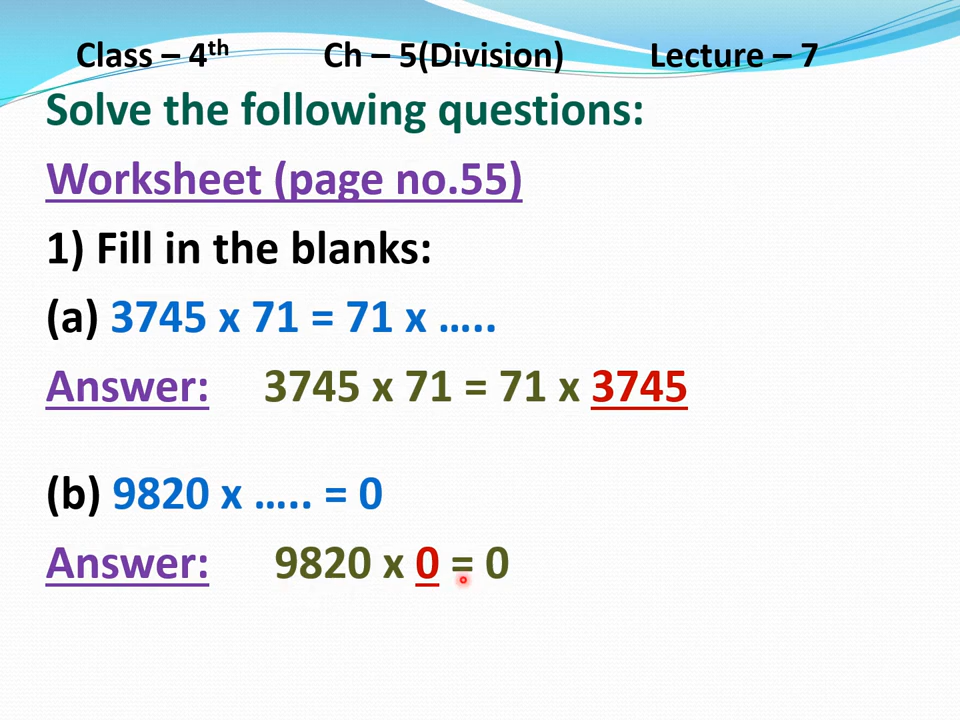 Class – 4th Ch – 5(Division) Lecture – 7
Solve the following questions:
Worksheet (page no.55)
1) Fill in the blanks:
(a) 3745 x 71 = 71 x …..
Answer: 3745 x 71 = 71 x 3745
(b) 9820 x ….. = 0
Answer: 9820 x 0 = 0